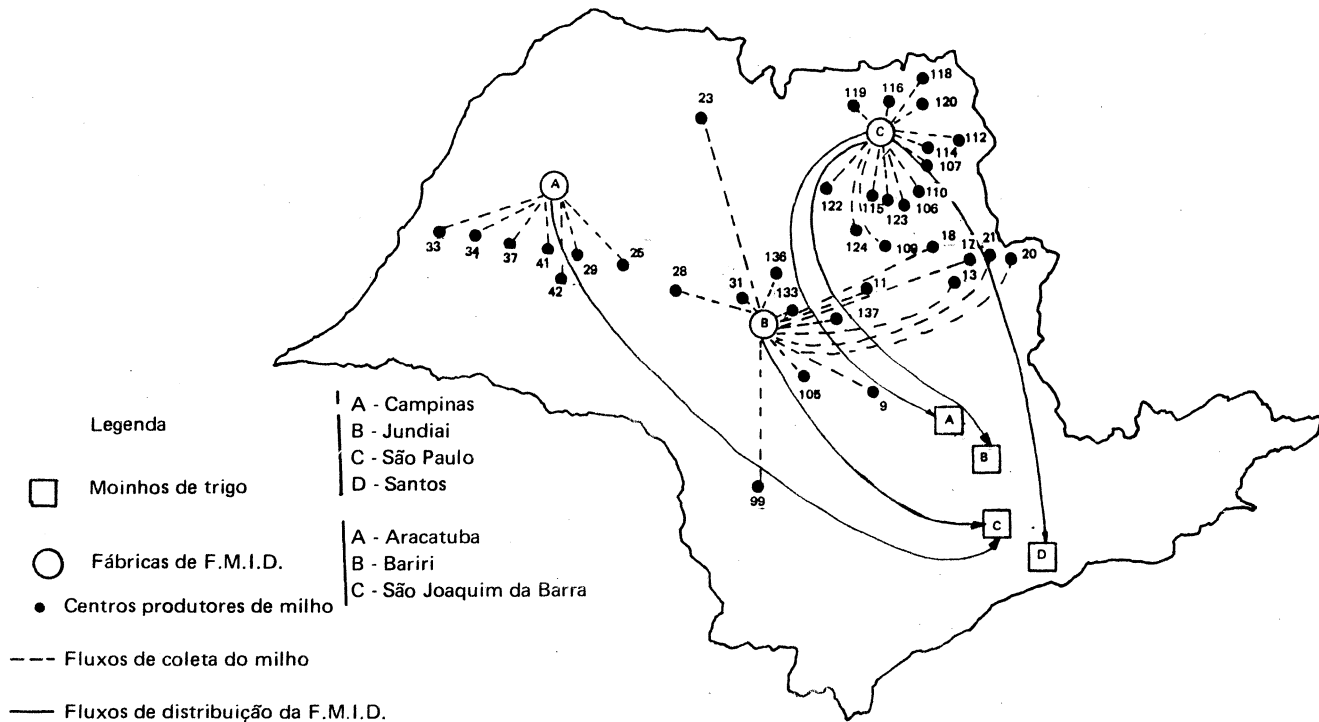 118
116
119
120
23
C
112
114
107
A
110
122
115
106
123
33
34
37
41
29
25
42
124
109
18
17
21
20
13
28
31
136
133
11
137
B
105
9
99
A
B
C
D
Legenda
A - Campinas
B - Jundiai
C - São Paulo
D - Santos
Moinhos de trigo
Fábricas de F.M.I.D.
A - Aracatuba
B - Bariri
C - São Joaquim da Barra
Centros produtores de milho
Fluxos de coleta do milho
Fluxos de distribuição da F.M.I.D.